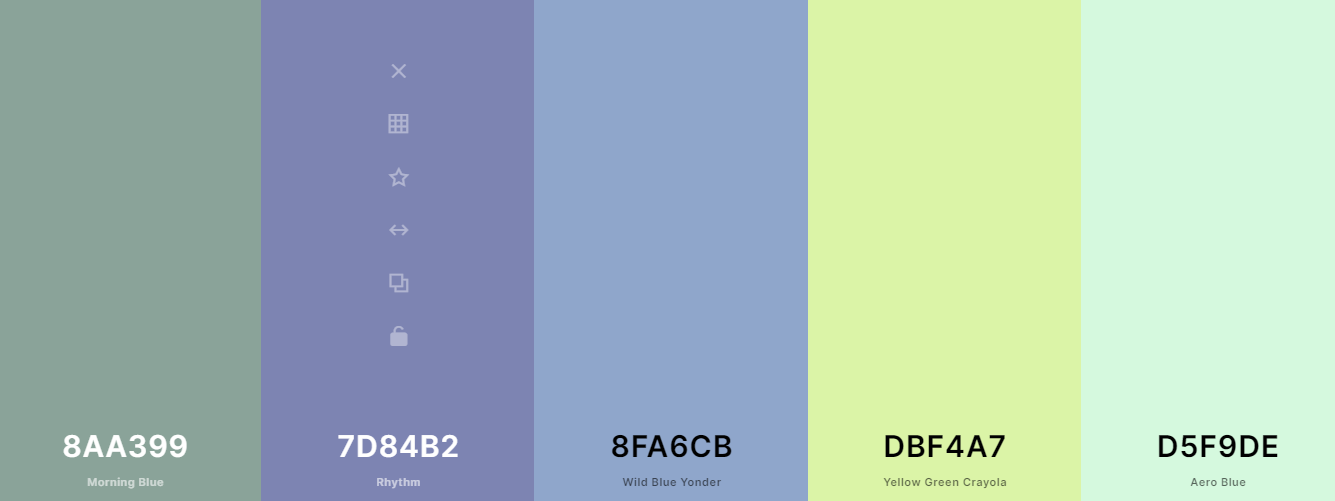 8AA399
Morning Blue
7D84B2
Rhythm
8FA6CB
Wild Blue Yonder
DBF4A7
Yellow Green Crayola
D5F9DE
Aero Blue